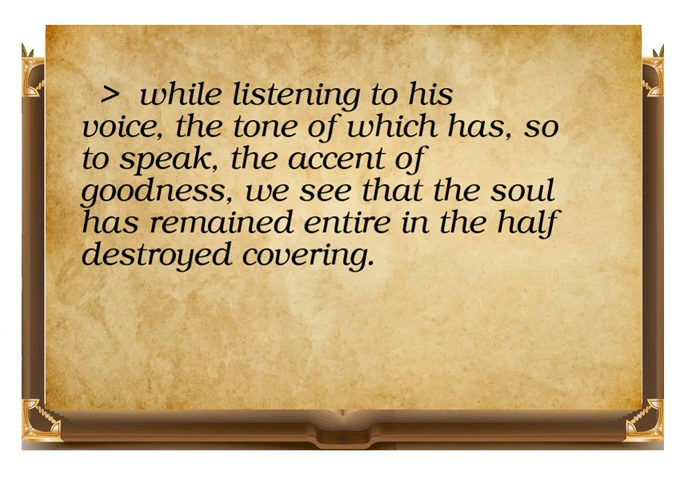 > while listening to his
voice, the tone of which has, so
to speak, the accent of
goodness, we see that the soul
has remained entire in the half
destroyed covering.